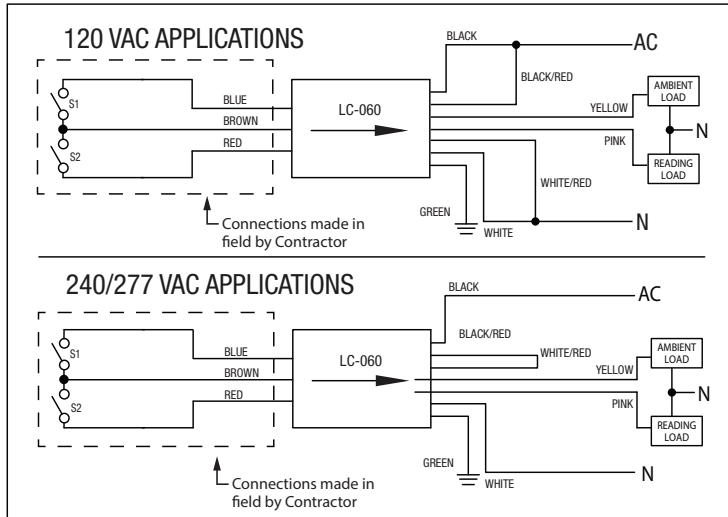 120 VAC APPLICATIONS
BLACK
AC
S1
BLUE
LC-060
BLACK/RED
AMBIENT
LOAD
YELLOW
BROWN
N
S2
RED
PINK
READING
LOAD
WHITE/RED
GREEN
WHITE
N
Connections made in
field by Contractor
240/277 VAC APPLICATIONS
BLACK
AC
S1
BLUE
LC-060
BLACK/RED
WHITE/RED
AMBIENT
LOAD
YELLOW
BROWN
N
S2
RED
PINK
READING
LOAD
GREEN
WHITE
N
Connections made in
field by Contractor